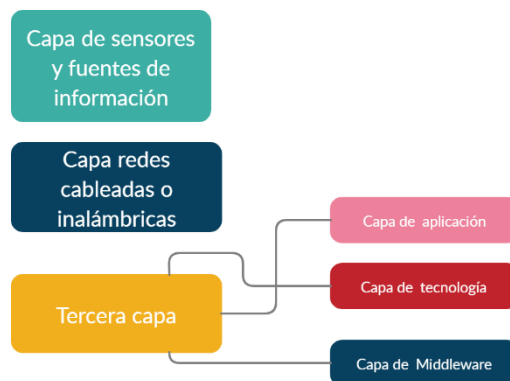 Capa de sensores
y fuentes de
información
Capa redes
cableadas o
inalámbricas
Tercera capa
Capa de aplicación
Capa de tecnología
Capa de Middleware